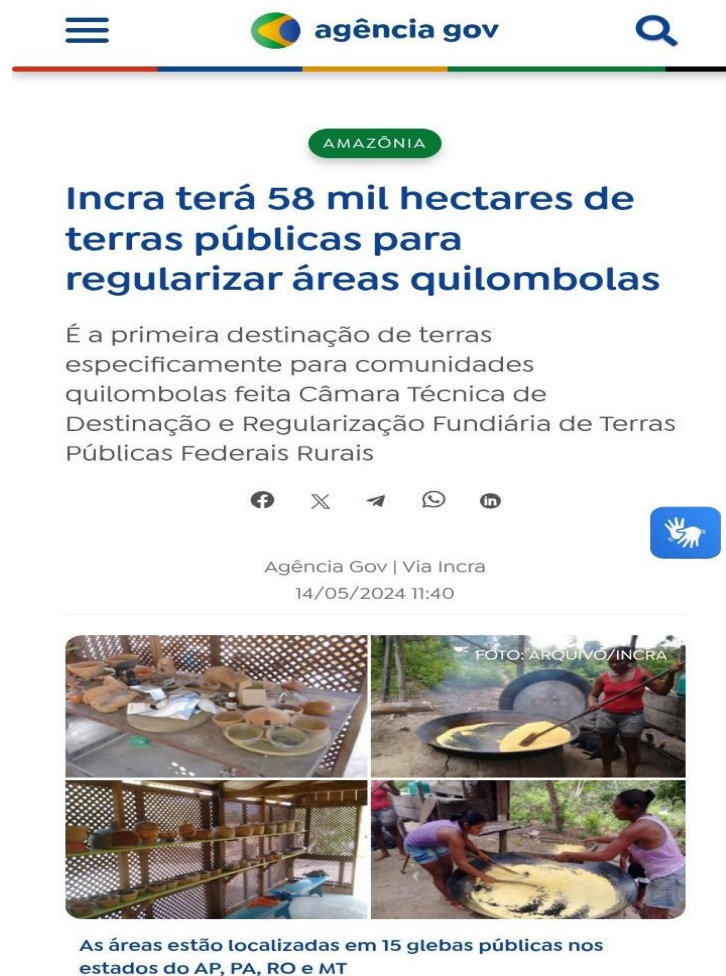 agência gov
AMAZÔNIA
Incra terá 58 mil hectares de
terras públicas para
regularizar áreas quilombolas
É a primeira destinação de terras
especificamente para comunidades
quilombolas feita Câmara Técnica de
Destinação e Regularização Fundiária de Terras
Públicas Federais Rurais
Agência Gov | Via Incra
14/05/2024 11:40
FOTO: ARQUIVO/INCRA
As áreas estão localizadas em 15 glebas públicas nos
estados do AP, PA, RO e MT